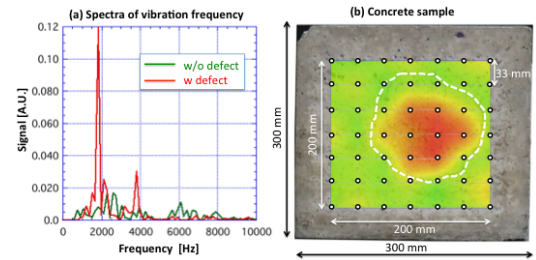 (a) Spectra of vibration frequency
0.12
0.10
0.080
0.060
0.040
0.020
0.0
0
2000
4000
6000
8000
10000
Signal [A.U.]
Frequency [Hz]
w/o defect
w defect
(b) Concrete sample
33 mm
300 mm
200 mm
200 mm
300 mm